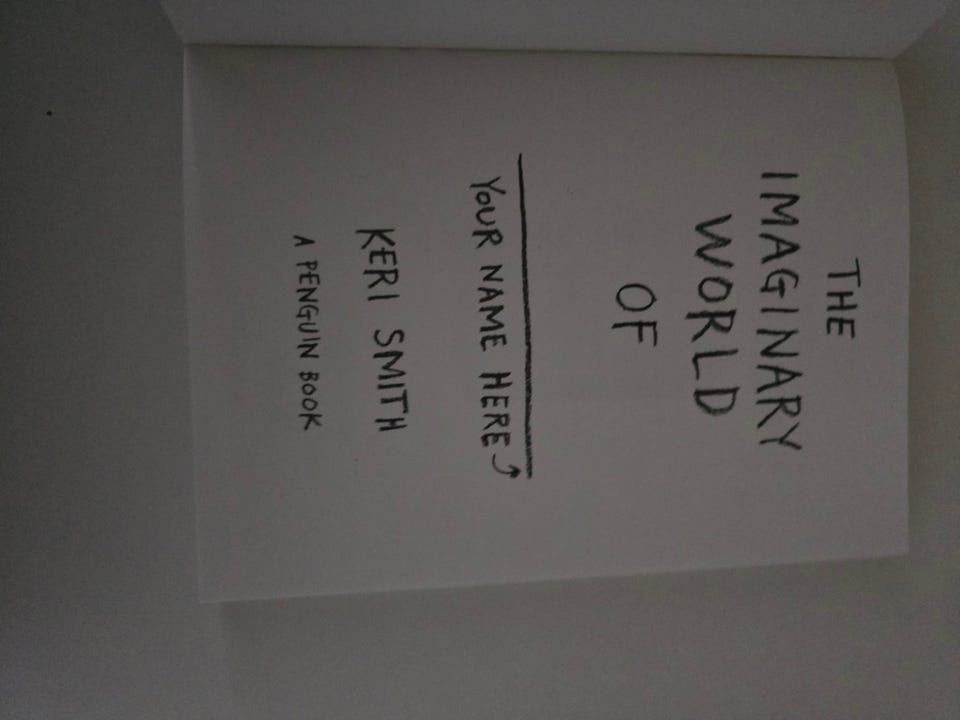 THE
IMAGINARY
WORLD
OF
YOUR NAME HERE
KERI SMITH
A PENGUIN BOOK